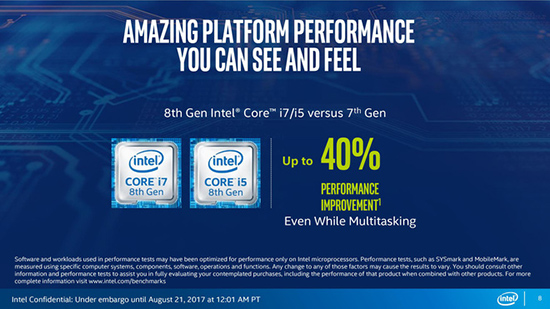 AMAZING PLATFORM PERFORMANCE
YOU CAN SEE AND FEEL
8th Gen Intel® Core™ i7/i5 versus 7th Gen
intel
CORE i7
8th Gen
intel
CORE i5
8th Gen
Up to 40%
PERFORMANCE
IMPROVEMENT¹
Even While Multitasking
Software and workloads used in performance tests may have been optimized for performance only on Intel microprocessors. Performance tests, such as SYSmark and MobileMark, are
measured using specific computer systems, components, software, operations and functions. Any change to any of those factors may cause the results to vary. You should consult other
information and performance tests to assist you in fully evaluating your contemplated purchases, including the performance of that product when combined with other products. For more
complete information visit www.intel.com/benchmarks
Intel Confidential: Under embargo until August 21, 2017 at 12:01 AM PT
intel
8